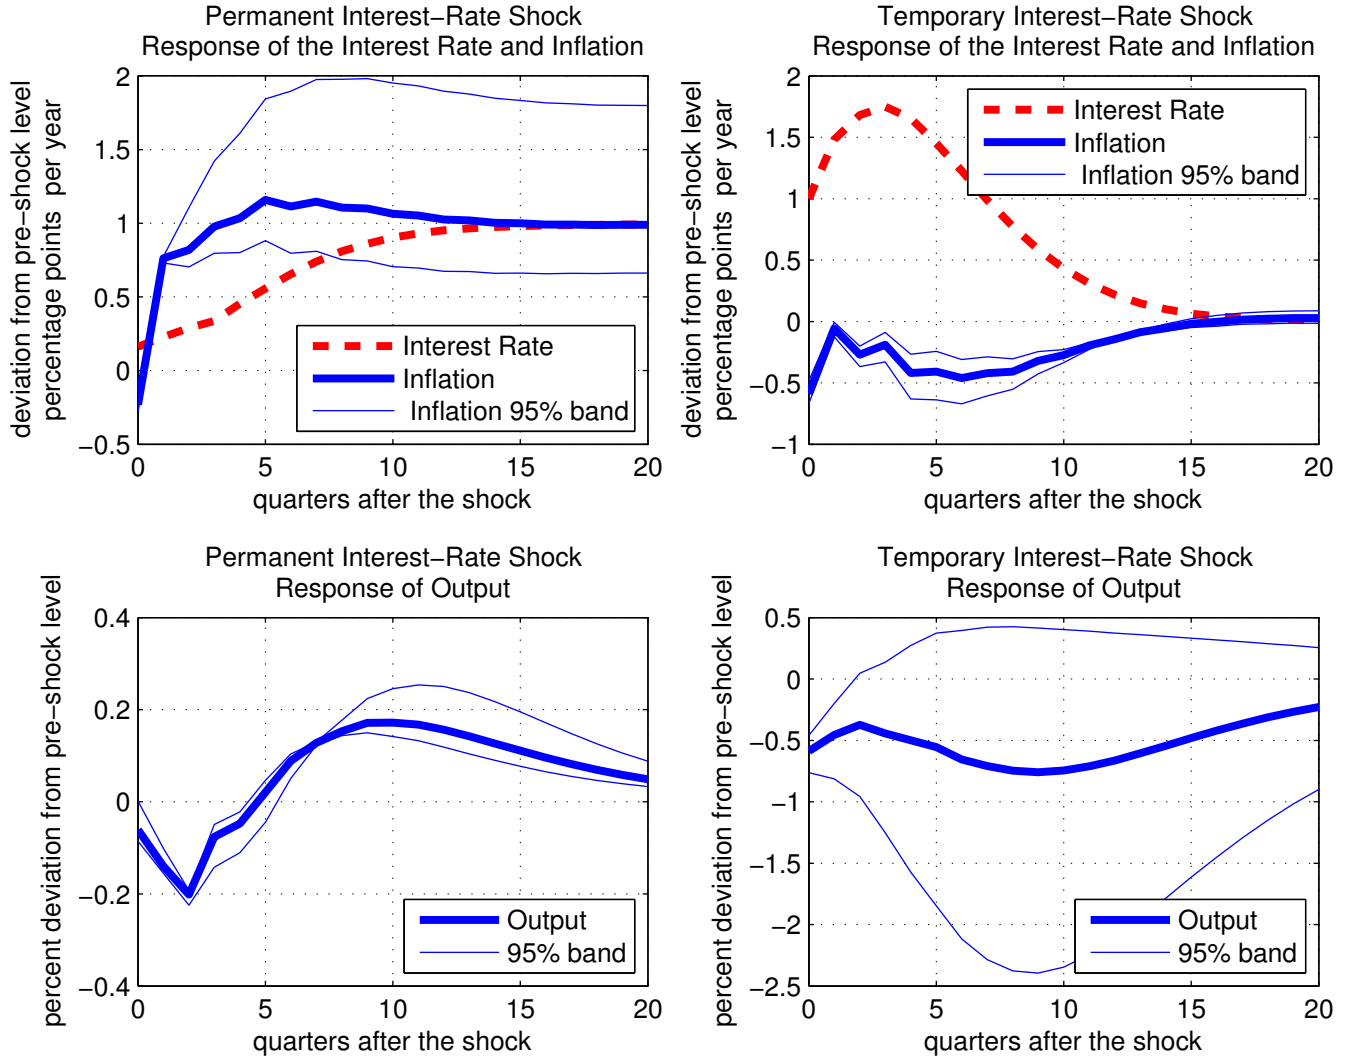 Permanent Interest−Rate Shock
Response of the Interest Rate and Inflation
deviation from pre−shock level
percentage points  per year
2
1.5
1
0.5
0
−0.5
Interest Rate
Inflation
Inflation 95% band
0 5 10 15 20
quarters after the shock
Temporary Interest−Rate Shock
Response of the Interest Rate and Inflation
deviation from pre−shock level
percentage points  per year
2
1.5
1
0.5
0
−0.5
−1
Interest Rate
Inflation
Inflation 95% band
0 5 10 15 20
quarters after the shock
Permanent Interest−Rate Shock
Response of Output
percent deviation from pre−shock level
0.4
0.2
0
−0.2
−0.4
Output
95% band
0 5 10 15 20
quarters after the shock
Temporary Interest−Rate Shock
Response of Output
percent deviation from pre−shock level
0.5
0
−0.5
−1
−1.5
−2
−2.5
Output
95% band
0 5 10 15 20
quarters after the shock